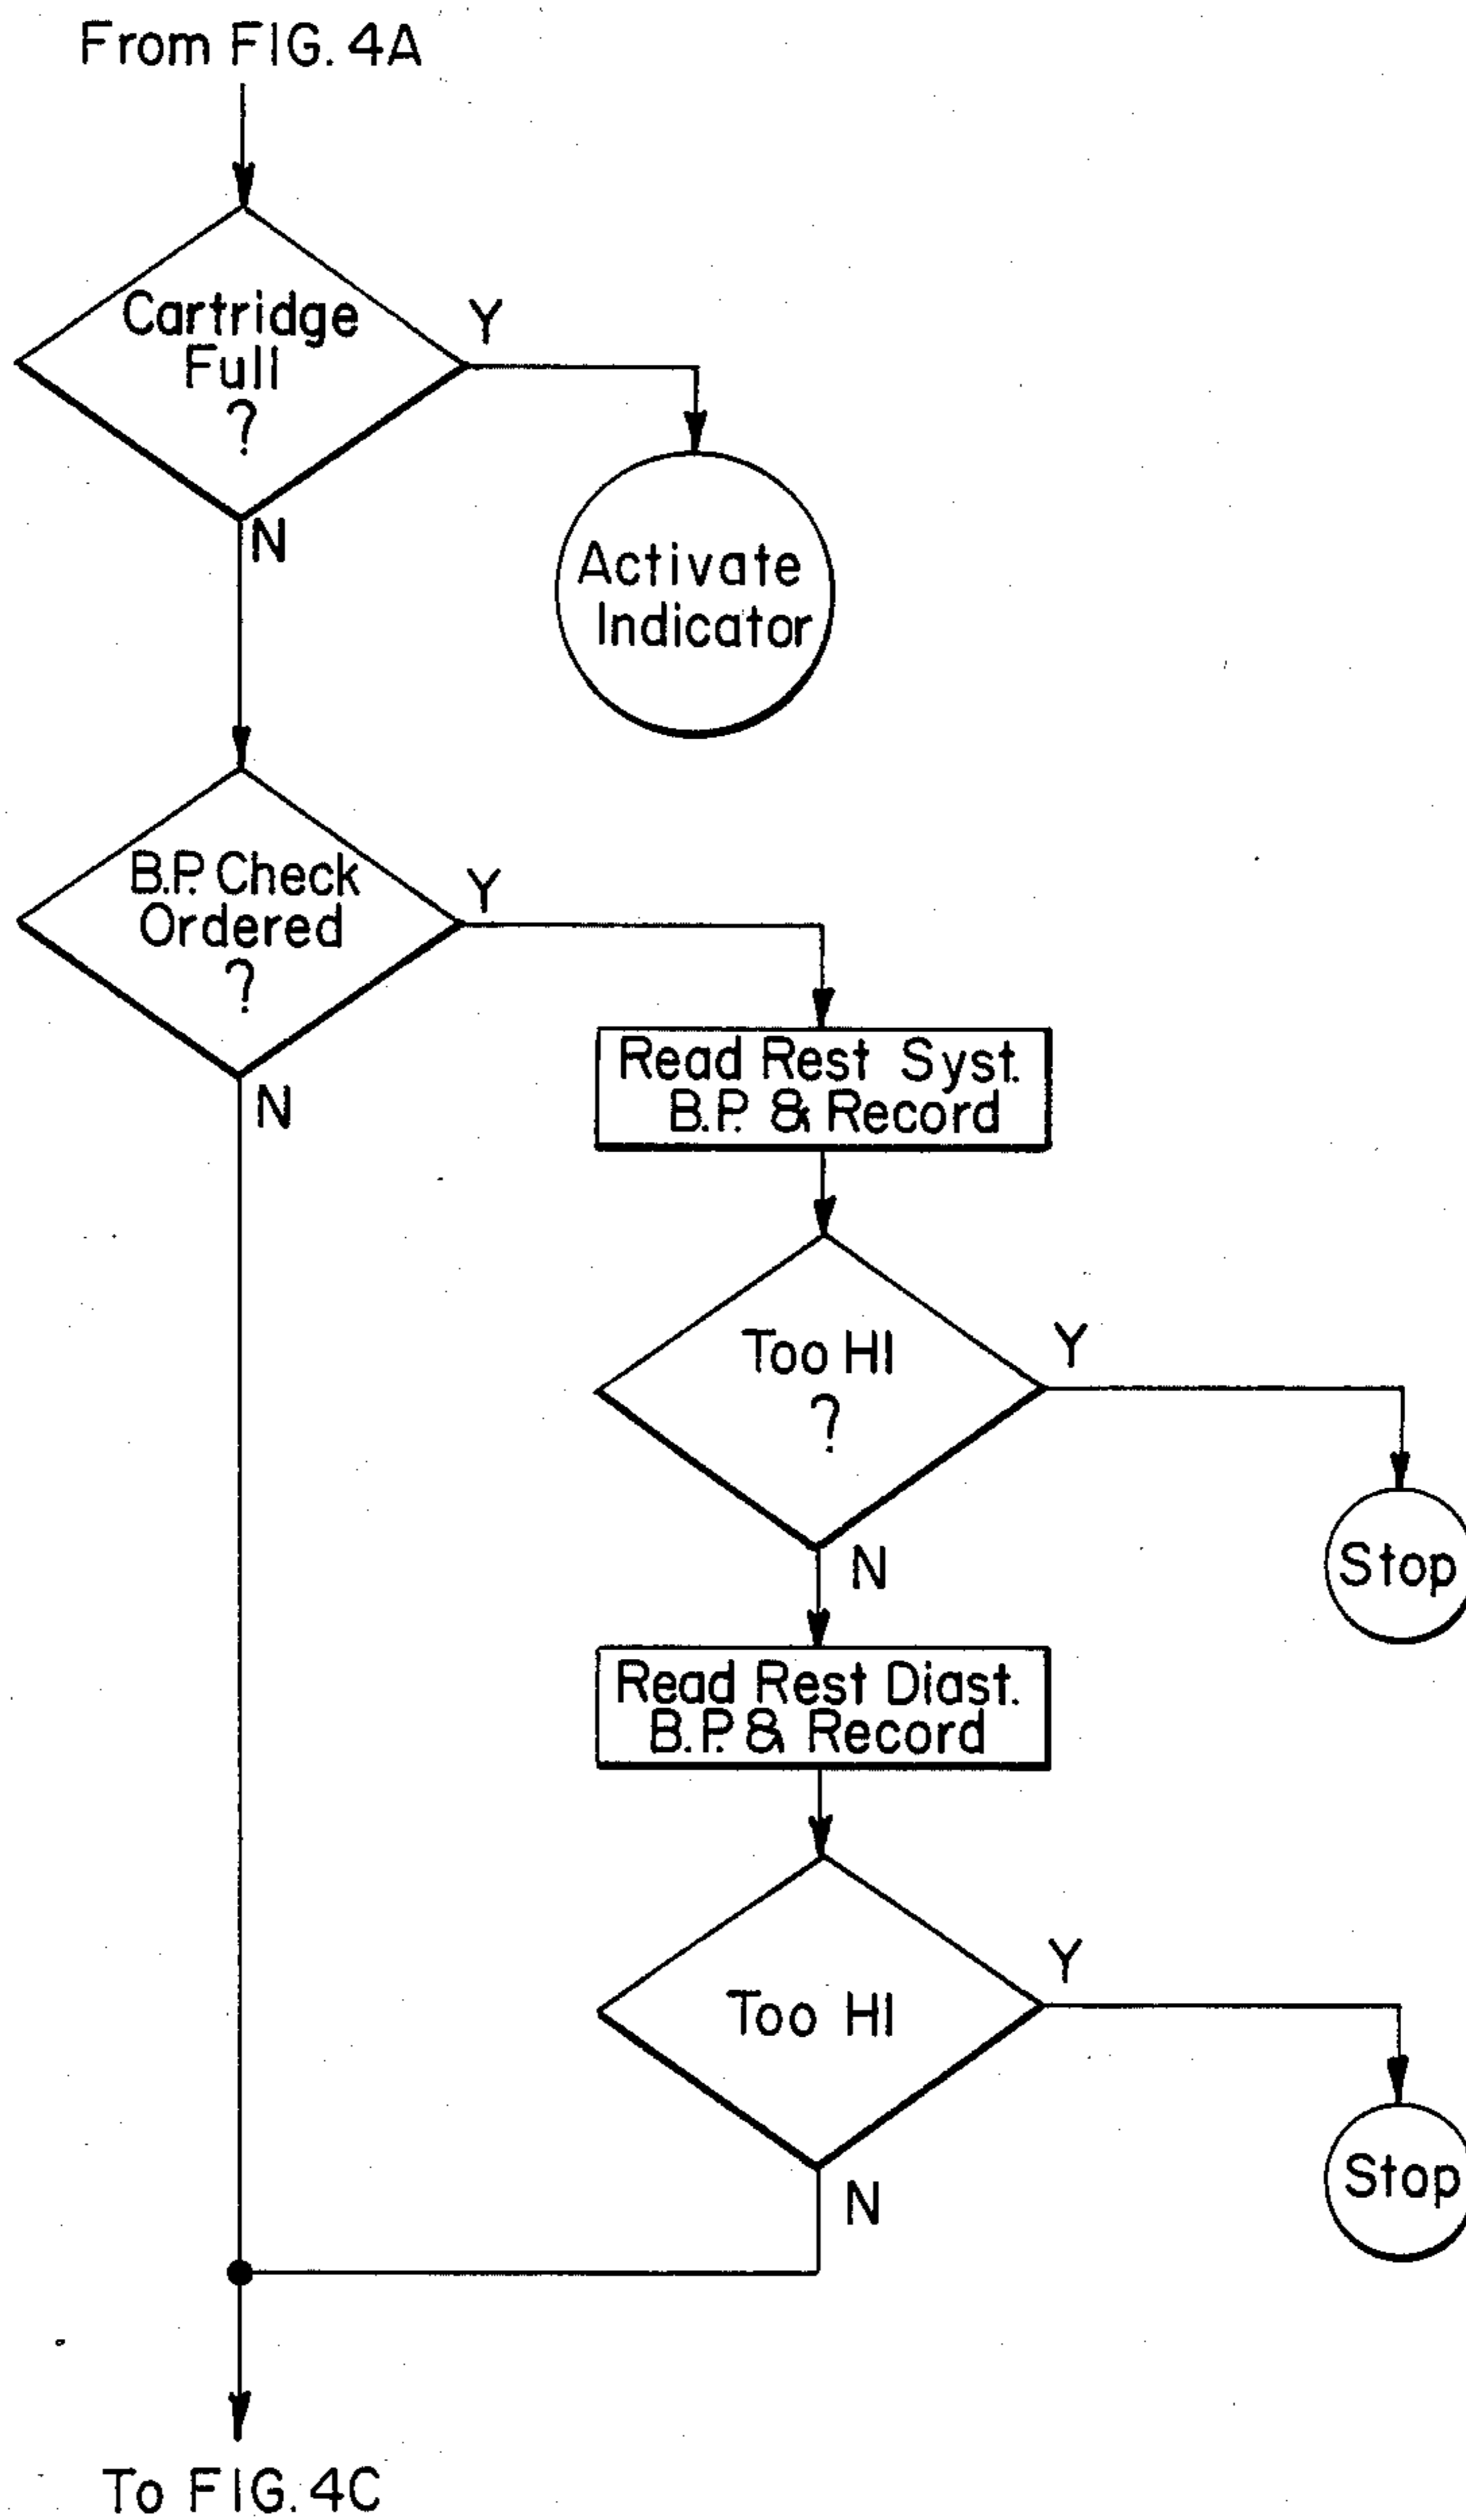 From FIG. 4A
Cartridge
Full
?
Y
N
Activate
Indicator
B.P. Check
Ordered
?
Y
N
Read Rest Syst.
B.P. & Record
Too HI
?
Y
N
Stop
Read Rest Diast.
B.P. & Record
Too HI
Y
N
Stop
To FIG. 4C